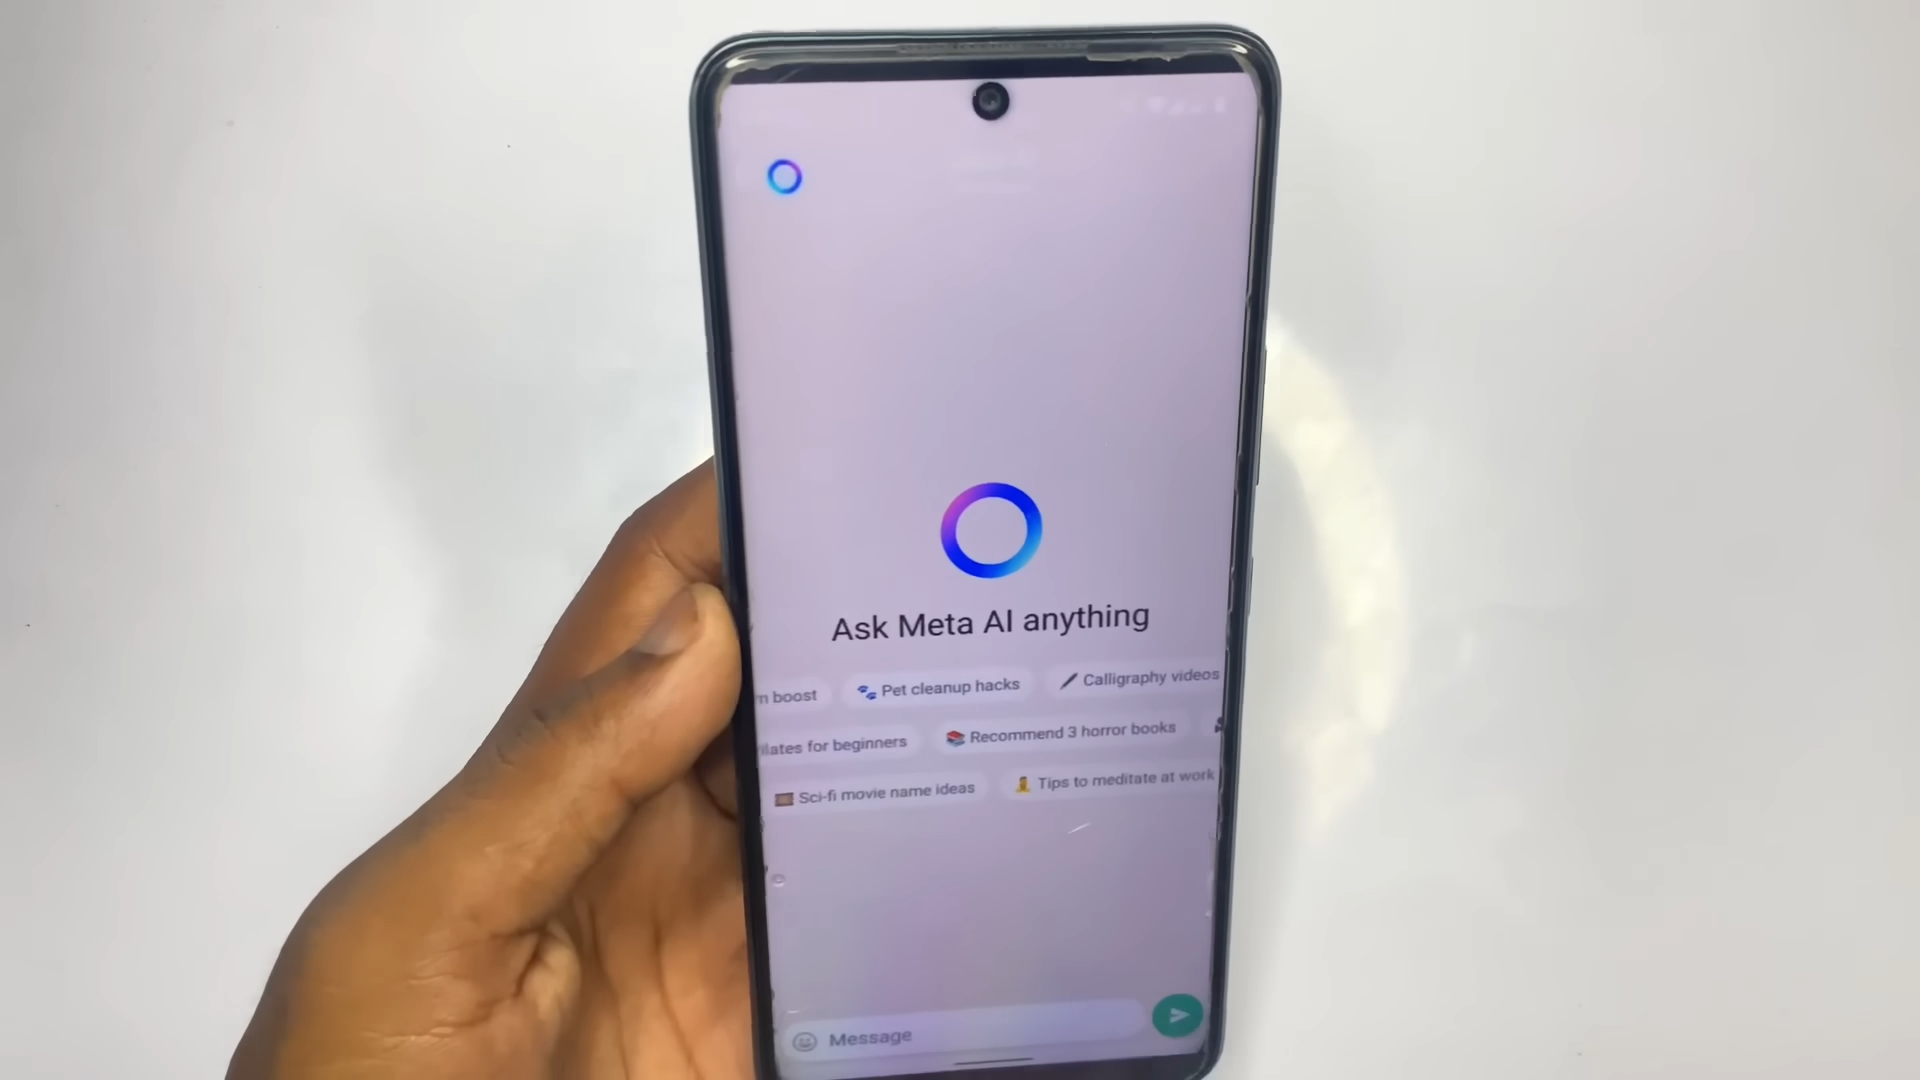 Ask Meta AI anything
boost Pet cleanup hacks Calligraphy videos
for beginners Recommend 3 horror books
Sci-fi movie name ideas Tips to meditate at work
Message